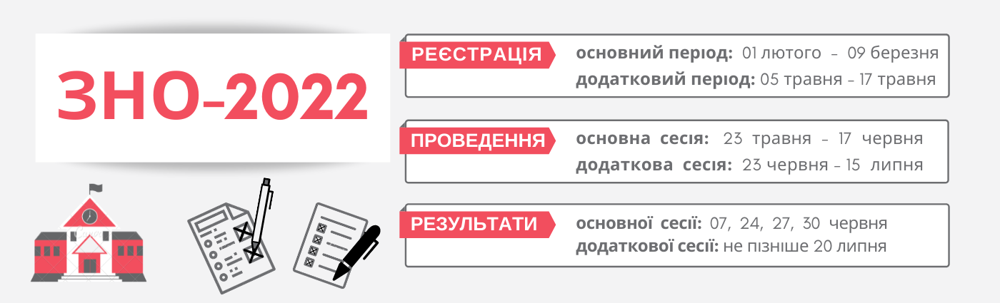 ЗНО-2022
РЕЄСТРАЦІЯ
основний період: 01 лютого - 09 березня
додатковий період: 05 травня - 17 травня
ПРОВЕДЕННЯ
основна сесія: 23 травня - 17 червня
додаткова сесія: 23 червня - 15 липня
РЕЗУЛЬТАТИ
основної сесії: 07, 24, 27, 30 червня
додаткової сесії: не пізніше 20 липня